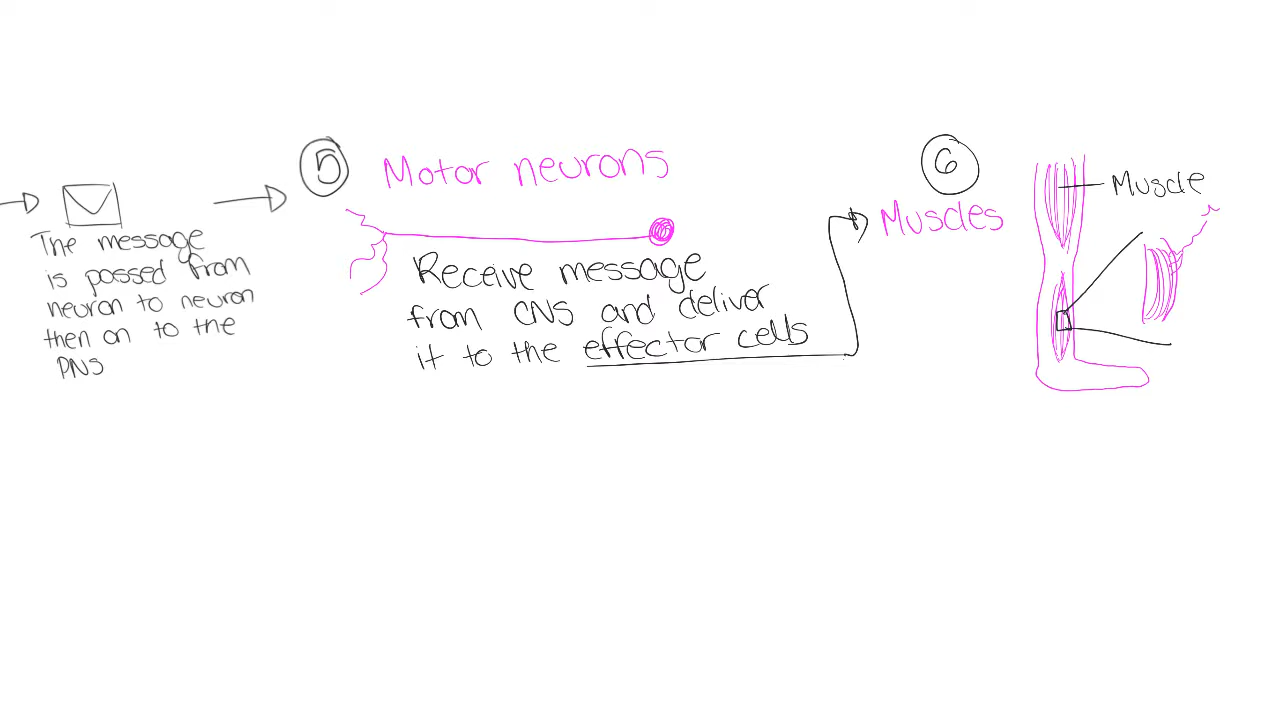 The message
is passed from
neuron to neuron
then on to the
PNS
5
Motor neurons
Receive message
from CNS and deliver
it to the effector cells
6
Muscles
Muscle